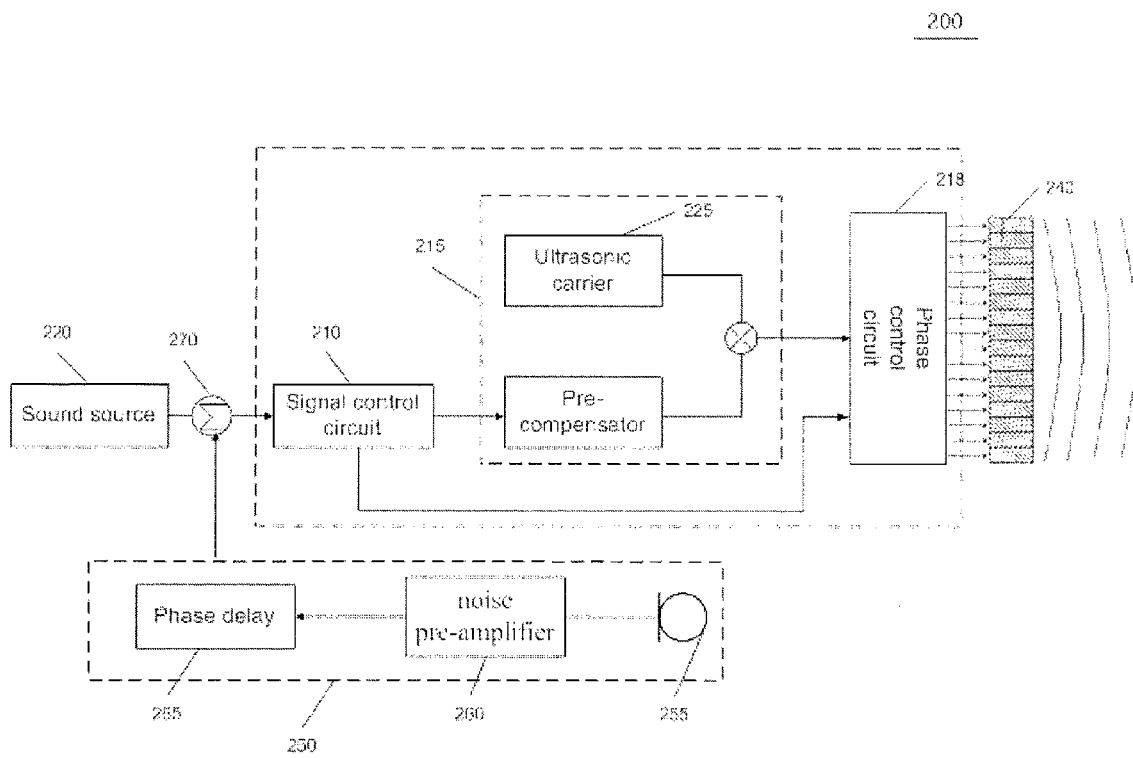 200
218
240
225
Ultrasonic
carrier
215
220
270
210
Phase
control
circuit
Sound source
Signal control
circuit
Pre-
compensator
Phase delay
noise
pre-amplifier
265
260
255
250